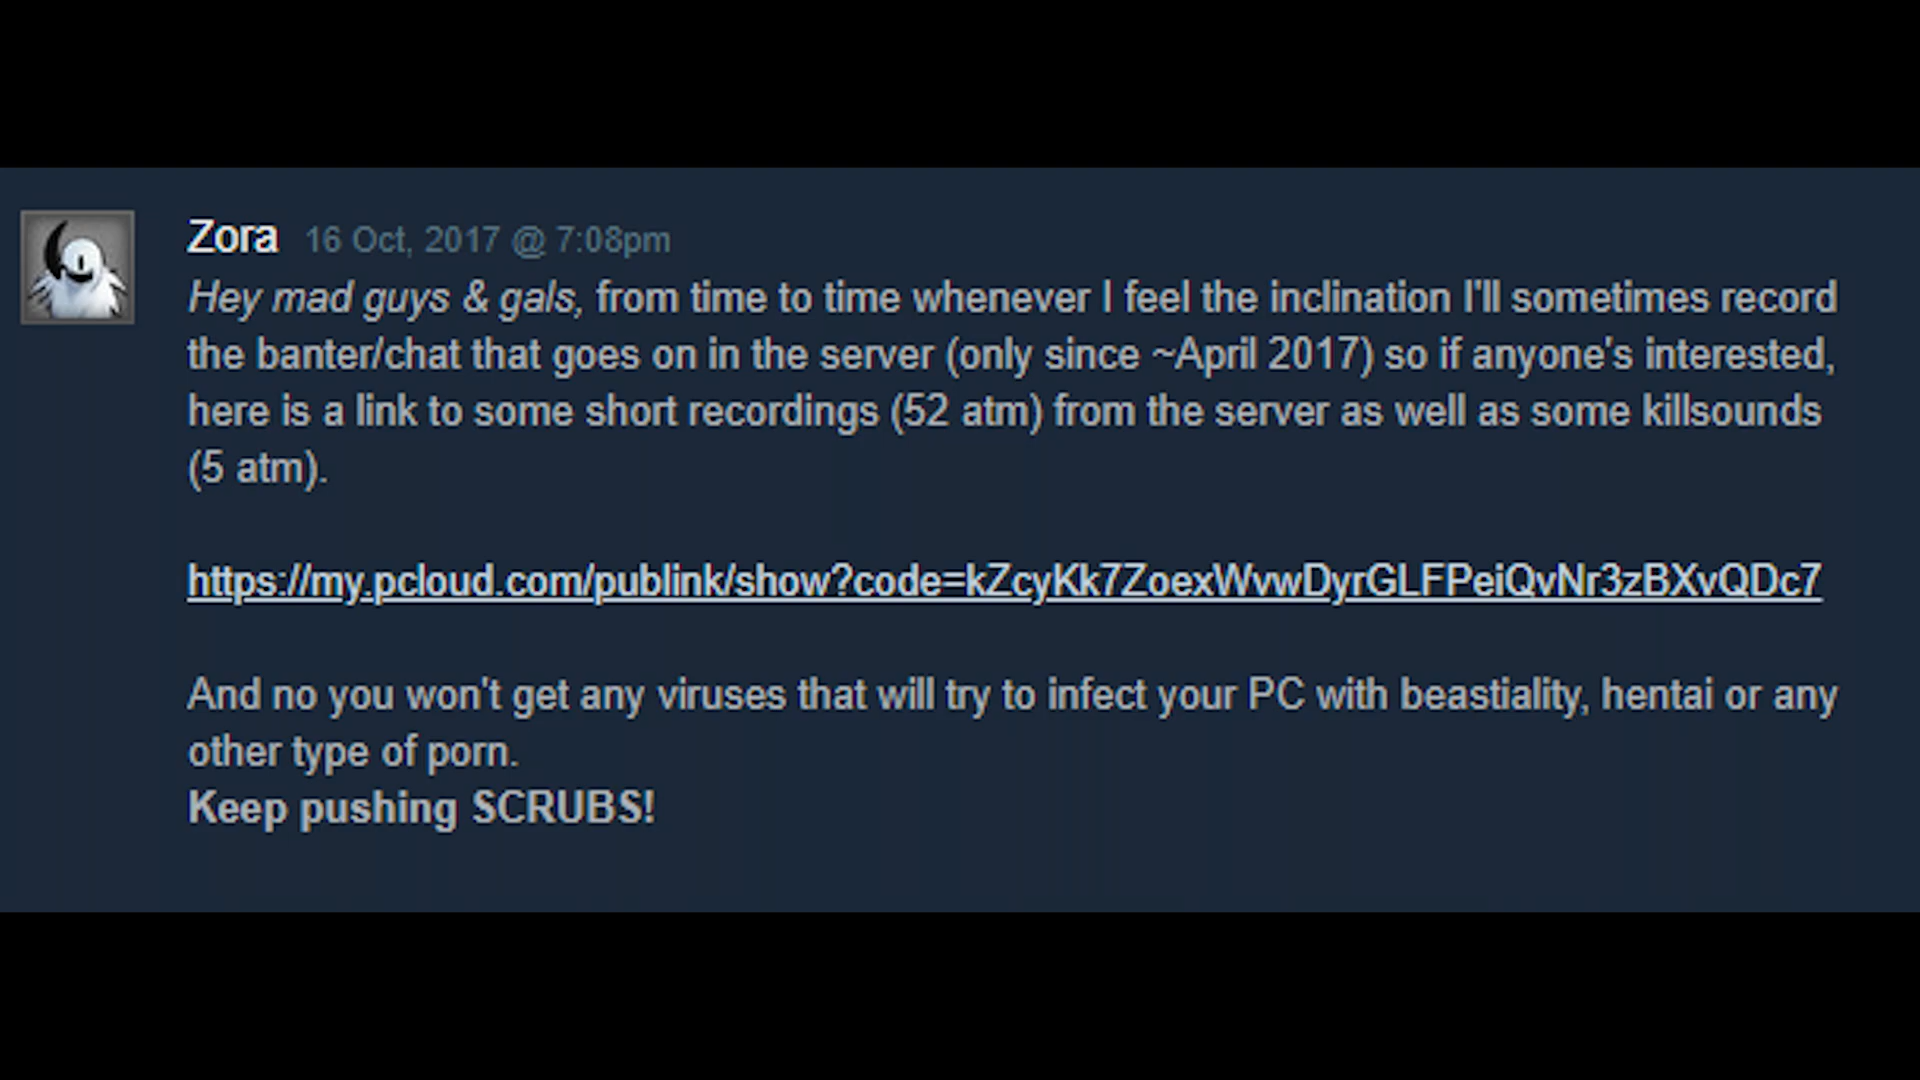 Zora 16 Oct, 2017 @ 7:08pm
Hey mad guys & gals, from time to time whenever I feel the inclination I'll sometimes record
the banter/chat that goes on in the server (only since ~April 2017) so if anyone's interested,
here is a link to some short recordings (52 atm) from the server as well as some killsounds
(5 atm).
https://my.pcloud.com/publink/show?code=kZcyKk7ZoexWvwDyrGLFPeiQvNr3zBXvQDc7
And no you won't get any viruses that will try to infect your PC with beastiality, hentai or any
other type of porn.
Keep pushing SCRUBS!